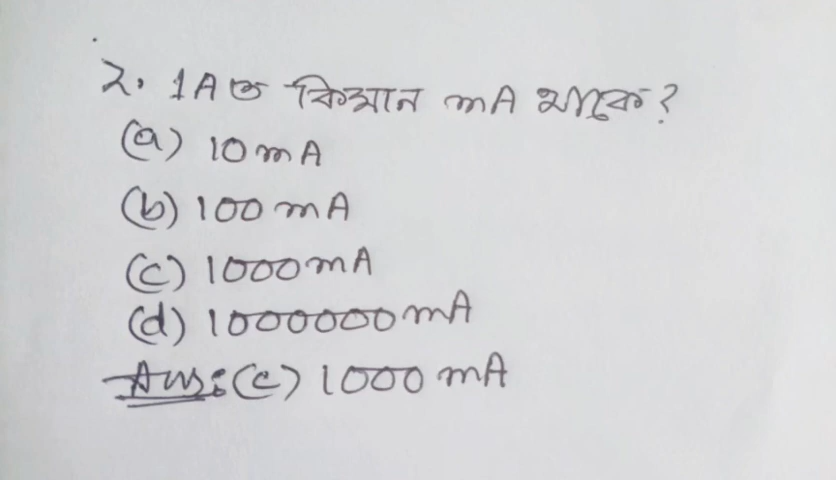 ২. 1A ত কিমান mA থাকে?
(a) 10 mA
(b) 100 mA
(c) 1000 mA
(d) 1000000 mA
Ans: (c) 1000 mA